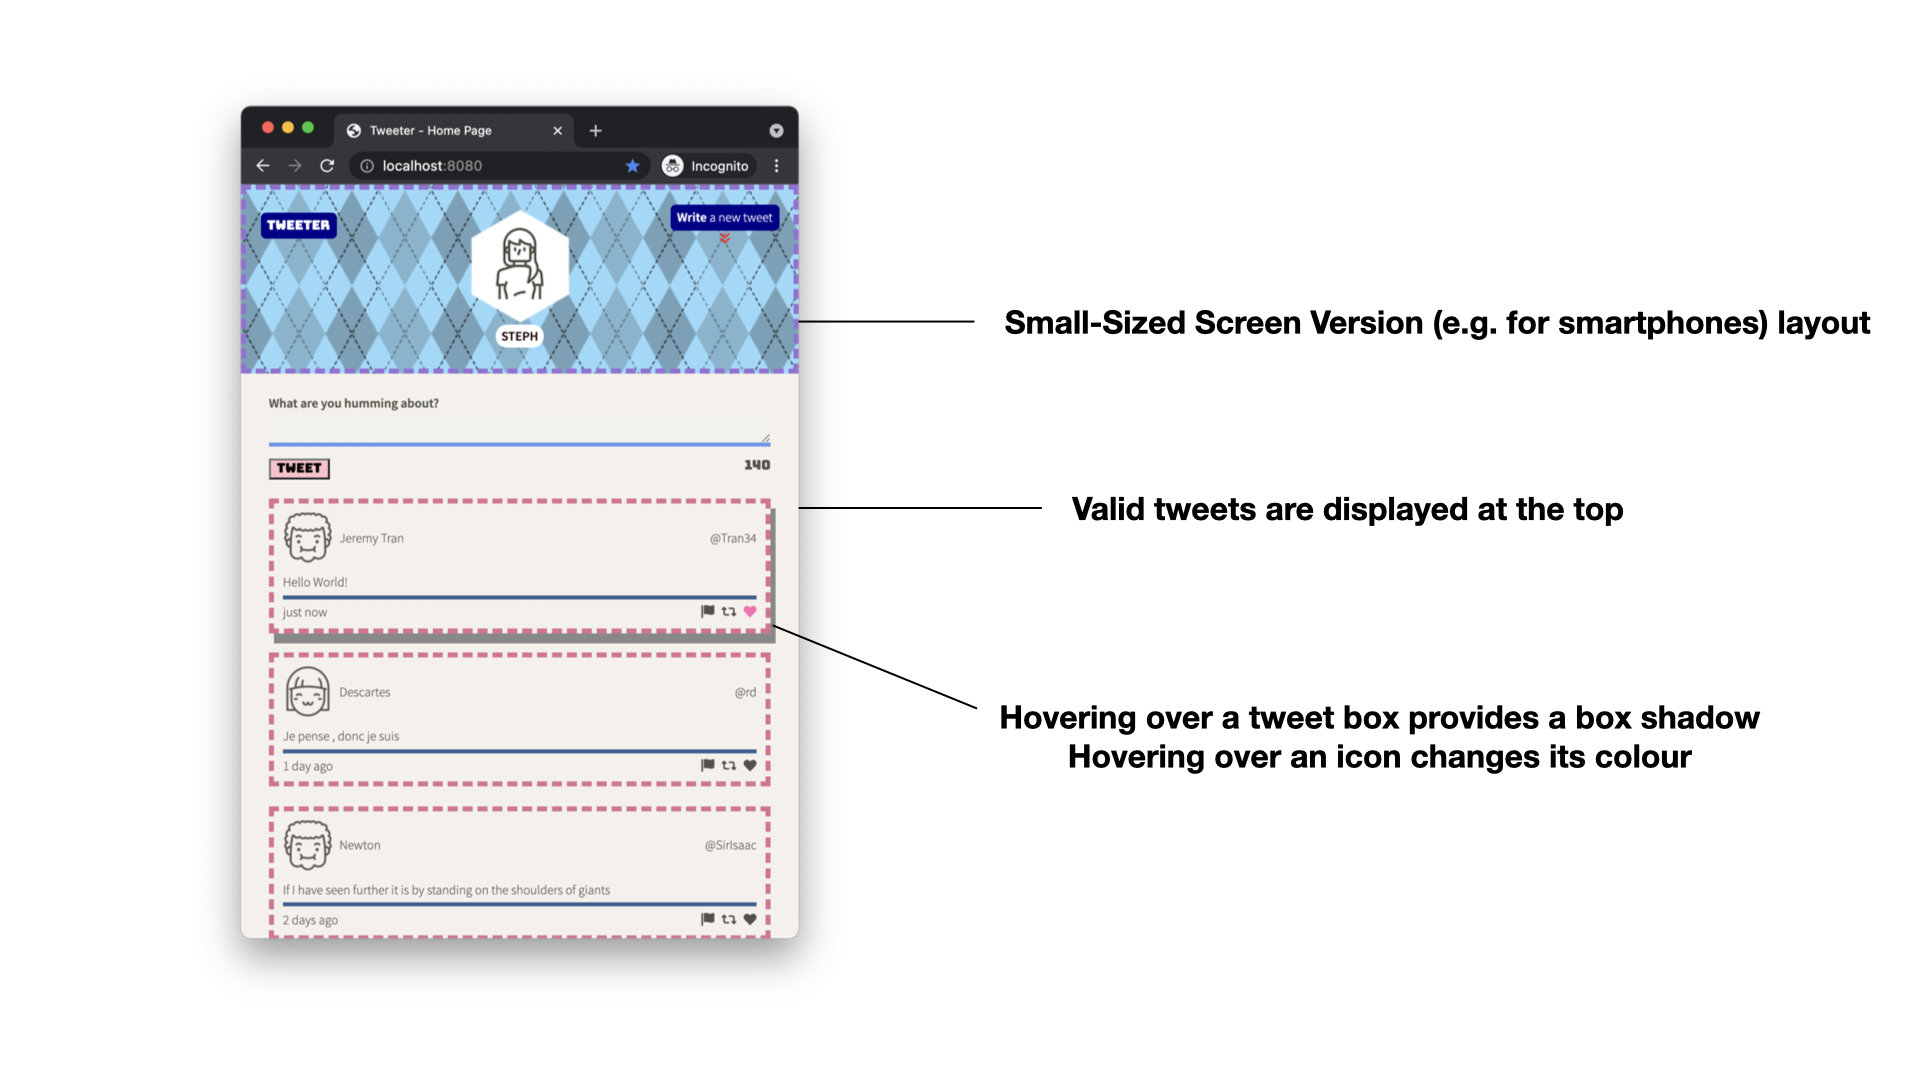 Tweeter - Home Page
localhost:8080
Incognito
TWEETER
Write a new tweet
STEPH
What are you humming about?
TWEET
140
Jeremy Tran
@Tran34
Hello World!
just now
Descartes
@rd
Je pense , donc je suis
1 day ago
Newton
@SirIsaac
If I have seen further it is by standing on the shoulders of giants
2 days ago
Small-Sized Screen Version (e.g. for smartphones) layout
Valid tweets are displayed at the top
Hovering over a tweet box provides a box shadow
Hovering over an icon changes its colour